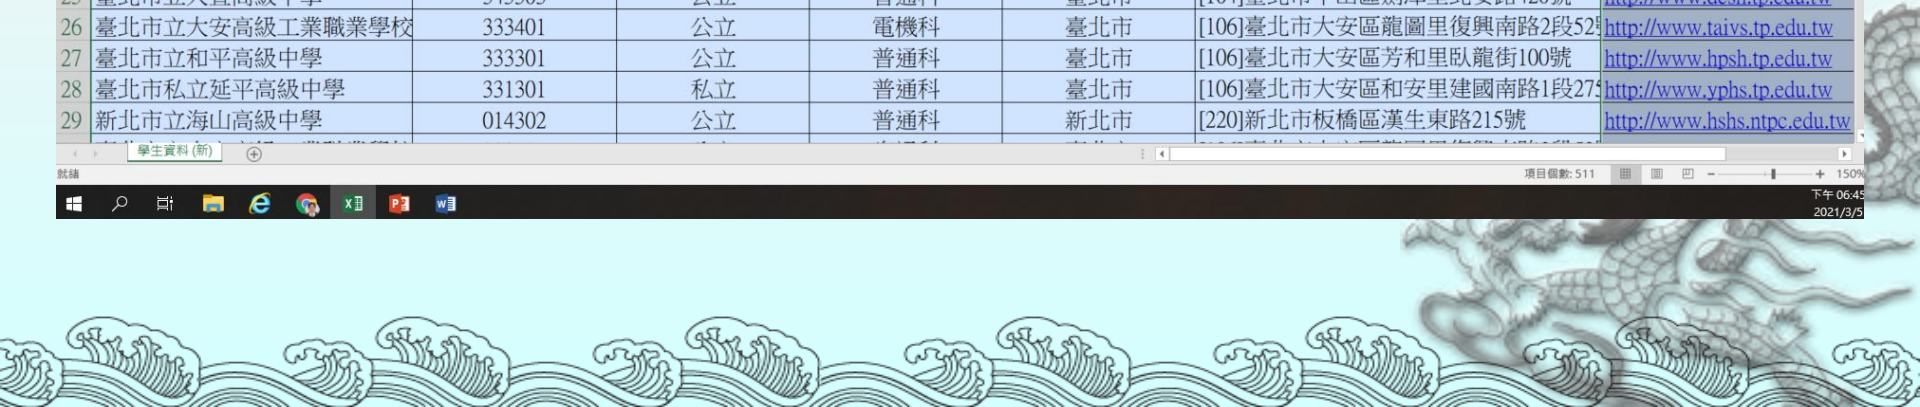 26 臺北市立大安高級工業職業學校 333401 公立 電機科 臺北市 [106]臺北市大安區龍圖里復興南路2段52 http://www.taivs.tp.edu.tw
27 臺北市立和平高級中學 333301 公立 普通科 臺北市 [106]臺北市大安區芳和里臥龍街100號 http://www.hpsh.tp.edu.tw
28 臺北市私立延平高級中學 331301 私立 普通科 臺北市 [106]臺北市大安區和安里建國南路1段275 http://www.yphs.tp.edu.tw
29 新北市立海山高級中學 014302 公立 普通科 新北市 [220]新北市板橋區漢生東路215號 http://www.hshs.ntpc.edu.tw
學生資料 (新)
就緒 項目個數: 511 150%
下午 06:45
2021/3/5